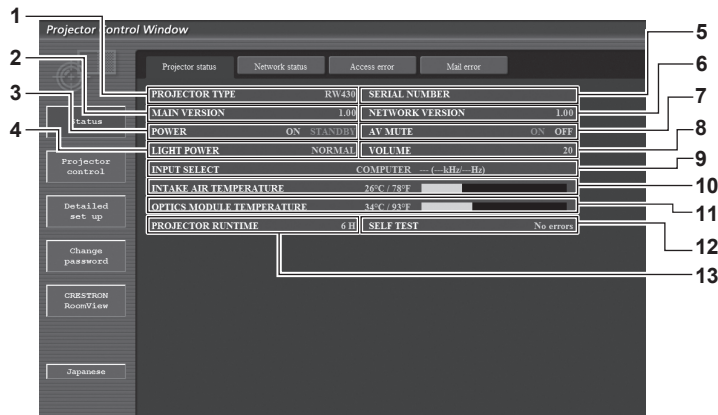 Projector Control Window
Projector status Network status Access error Mail error
PROJECTOR TYPE RW430 SERIAL NUMBER
MAIN VERSION 1.00 NETWORK VERSION 1.00
POWER ON STANDBY AV MUTE ON OFF
LIGHT POWER NORMAL VOLUME 20
INPUT SELECT COMPUTER --- (---kHz/---Hz)
INTAKE AIR TEMPERATURE 26°C / 78°F
OPTICS MODULE TEMPERATURE 34°C / 93°F
PROJECTOR RUNTIME 6 H SELF TEST No errors
Status
Projector
control
Detailed
set up
Change
password
CRESTRON
RoomView
Japanese
1
2
3
4
5
6
7
8
9
10
11
12
13